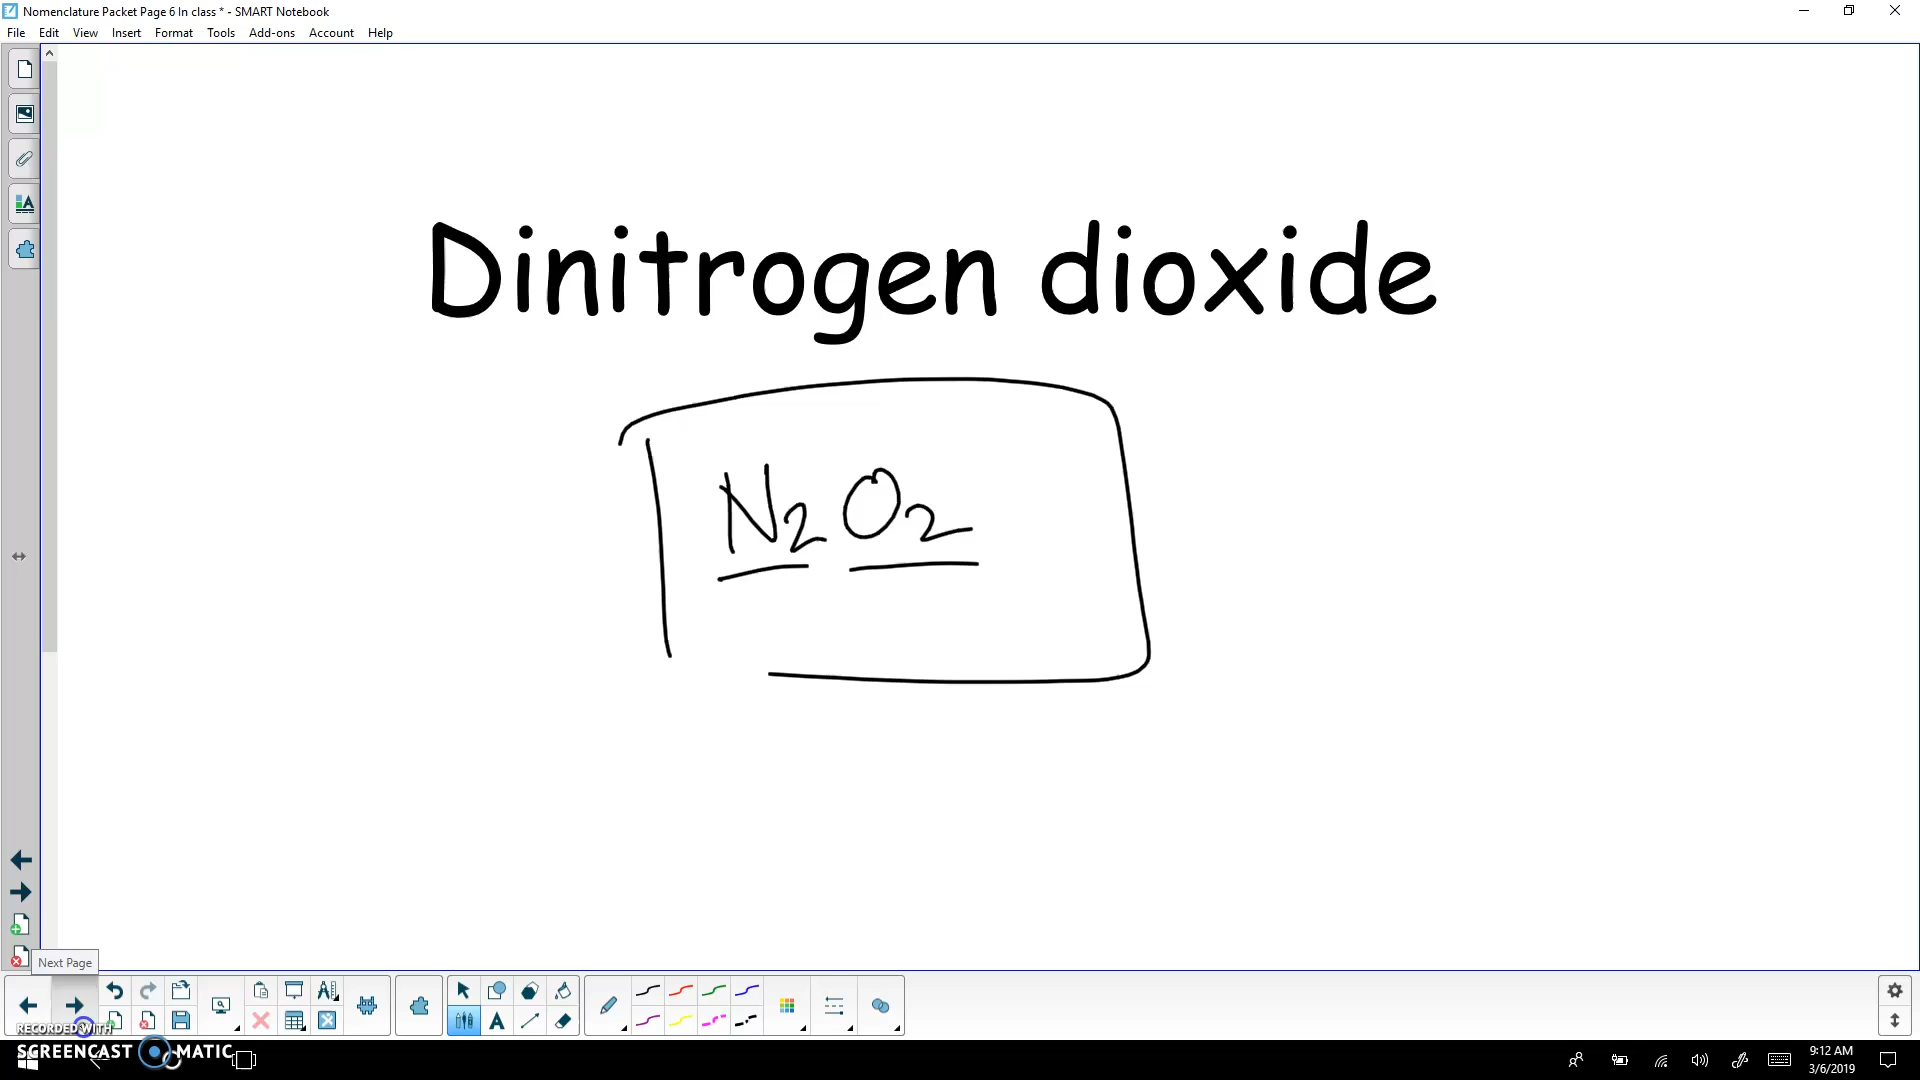 Nomenclature Packet Page 6 In class * - SMART Notebook
File Edit View Insert Format Tools Add-ons Account Help
Dinitrogen dioxide
N2O2
Next Page
RECORDED WITH
SCREENCAST MATIC
9:12 AM
3/6/2019